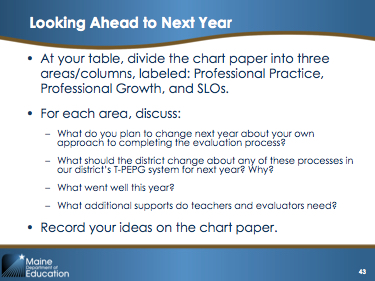 Looking Ahead to Next Year
• At your table, divide the chart paper into three
areas/columns, labeled: Professional Practice,
Professional Growth, and SLOs.
• For each area, discuss:
– What do you plan to change next year about your own
approach to completing the evaluation process?
– What should the district change about any of these processes in
our district's T-PEPG system for next year? Why?
– What went well this year?
– What additional supports do teachers and evaluators need?
• Record your ideas on the chart paper.
Maine
Department of
Education
43